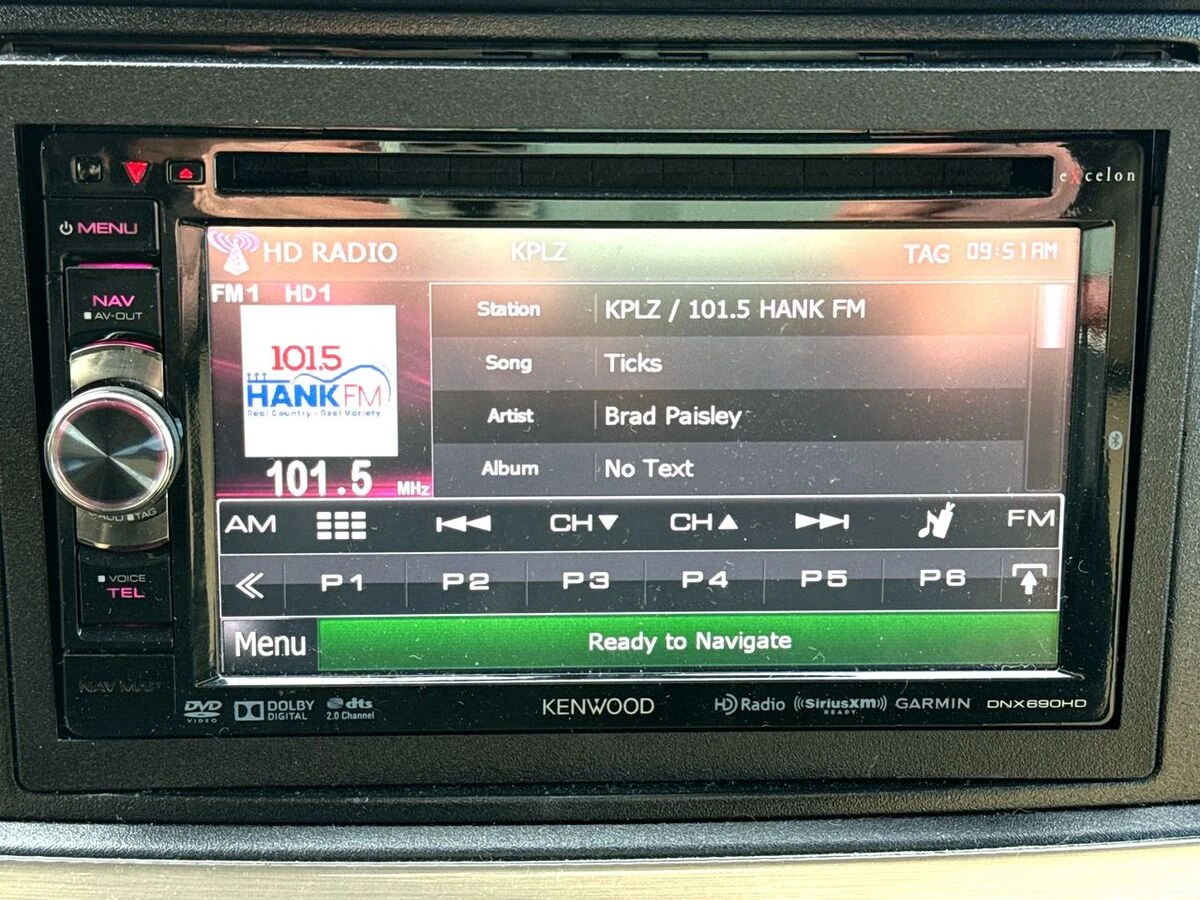 eXcelon
MENU
HD RADIO KPLZ TAG 09:51AM
NAV
AV-OUT
FM1 HD1
Station KPLZ / 101.5 HANK FM
Song Ticks
101.5
HANK FM
Real Country - Real Variety
Artist Brad Paisley
Album No Text
101.5 MHz
TAG
AM CH▼ CH▲ FM
VOICE
TEL
P1 P2 P3 P4 P5 P6
Menu Ready to Navigate
NAV MAP
DVD VIDEO DOLBY DIGITAL dts 2.0 Channel KENWOOD HD Radio ((SiriusXM)) READY GARMIN DNX690HD